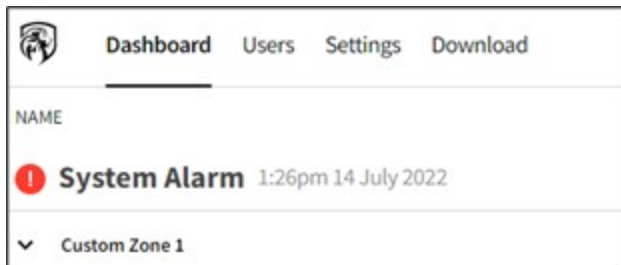 Dashboard Users Settings Download
NAME
System Alarm 1:26pm 14 July 2022
Custom Zone 1